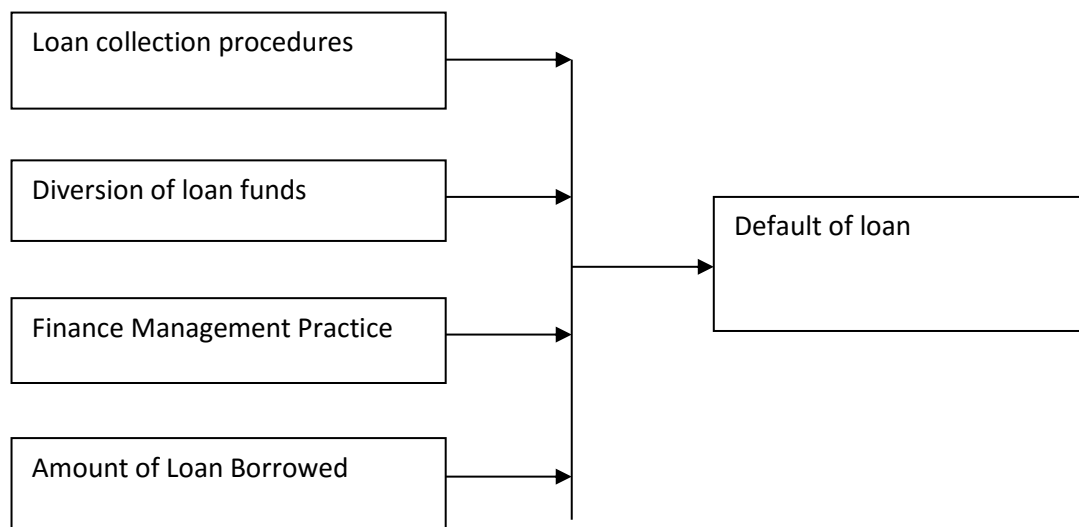 Loan collection procedures
Diversion of loan funds
Default of loan
Finance Management Practice
Amount of Loan Borrowed